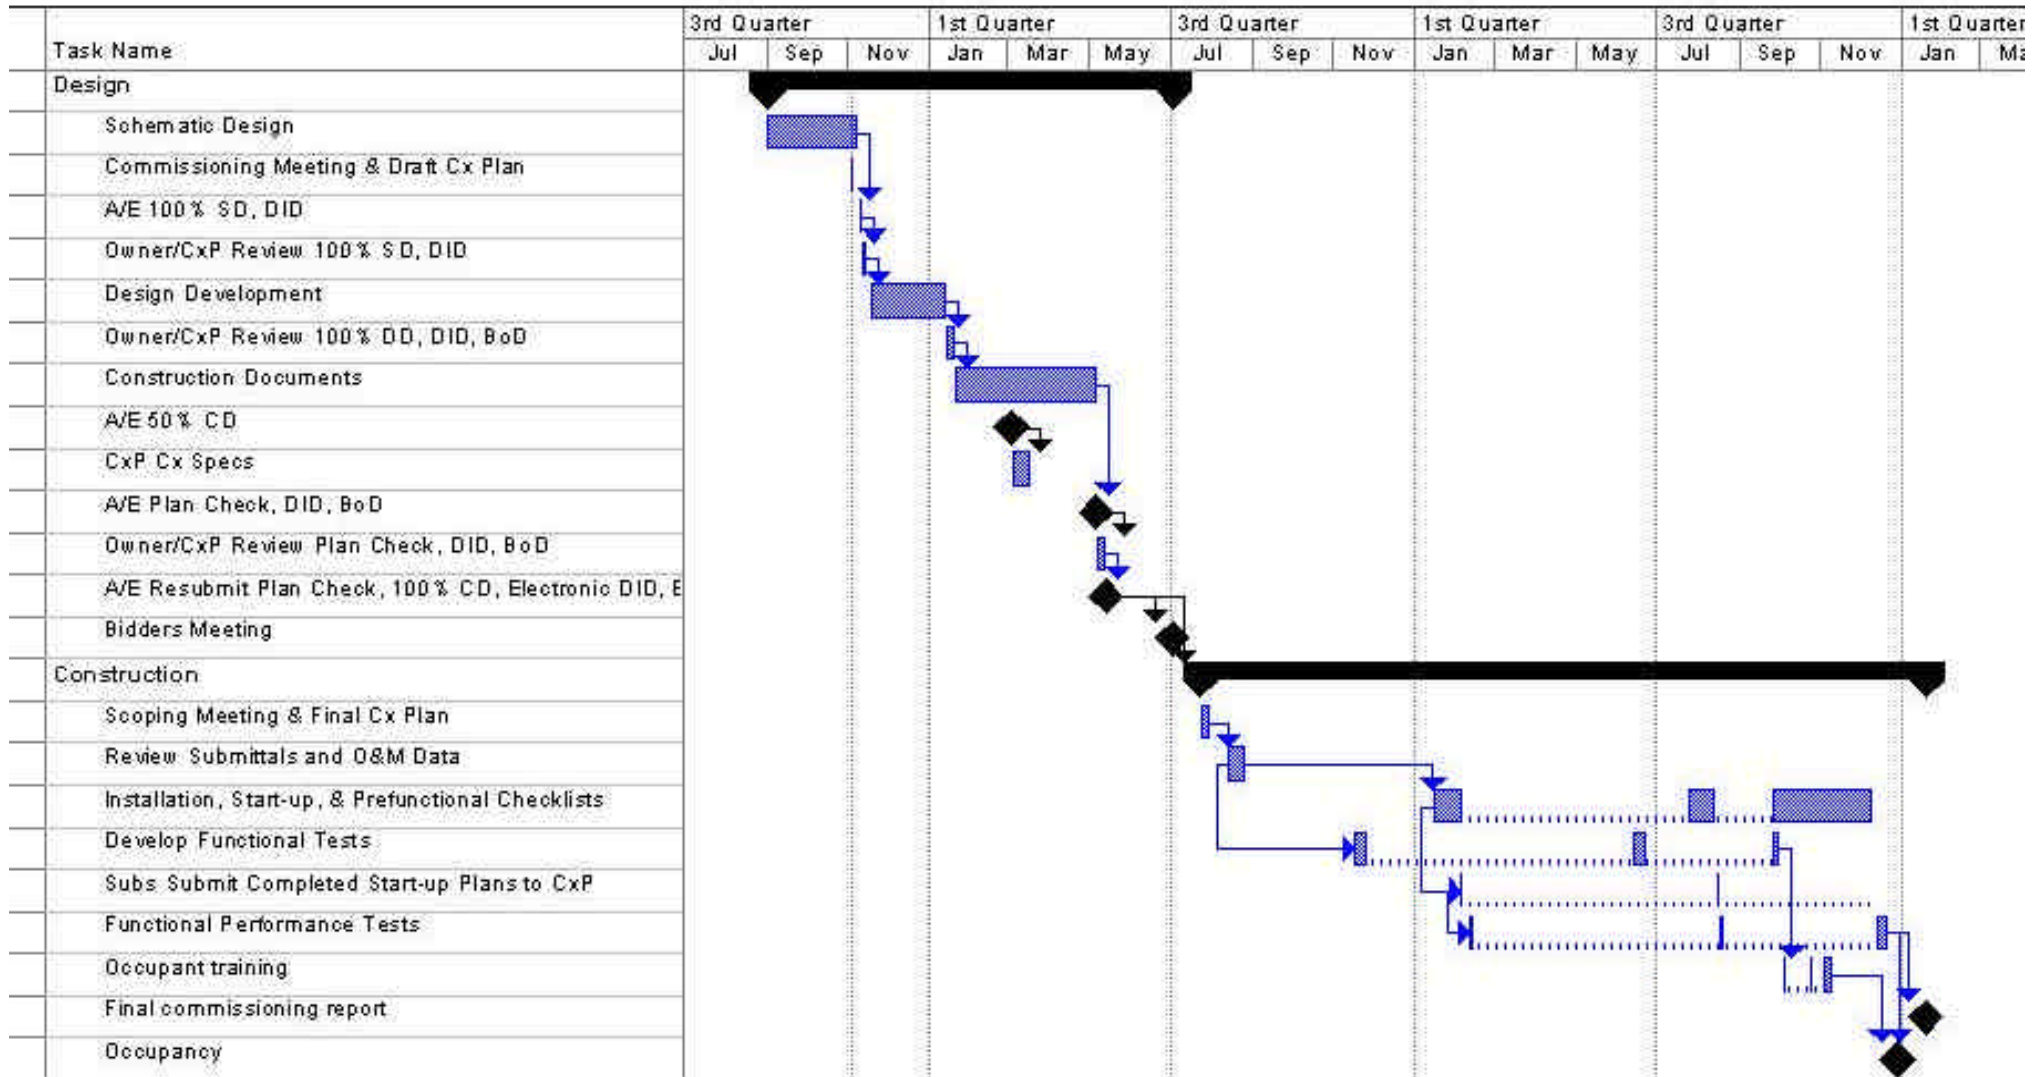 3rd Quarter 1st Quarter 3rd Quarter 1st Quarter 3rd Quarter 1st Quarter
Task Name Jul Sep Nov Jan Mar May Jul Sep Nov Jan Mar May Jul Sep Nov Jan Ma
Design
Schematic Design
Commissioning Meeting & Draft Cx Plan
A/E 100% SD, DID
Owner/CxP Review 100% SD, DID
Design Development
Owner/CxP Review 100% DD, DID, BoD
Construction Documents
A/E 50% CD
CxP Cx Specs
A/E Plan Check, DID, BoD
Owner/CxP Review Plan Check, DID, BoD
A/E Resubmit Plan Check, 100% CD, Electronic DID, E
Bidders Meeting
Construction
Scoping Meeting & Final Cx Plan
Review Submittals and O&M Data
Installation, Start-up, & Prefunctional Checklists
Develop Functional Tests
Subs Submit Completed Start-up Plans to CxP
Functional Performance Tests
Occupant training
Final commissioning report
Occupancy